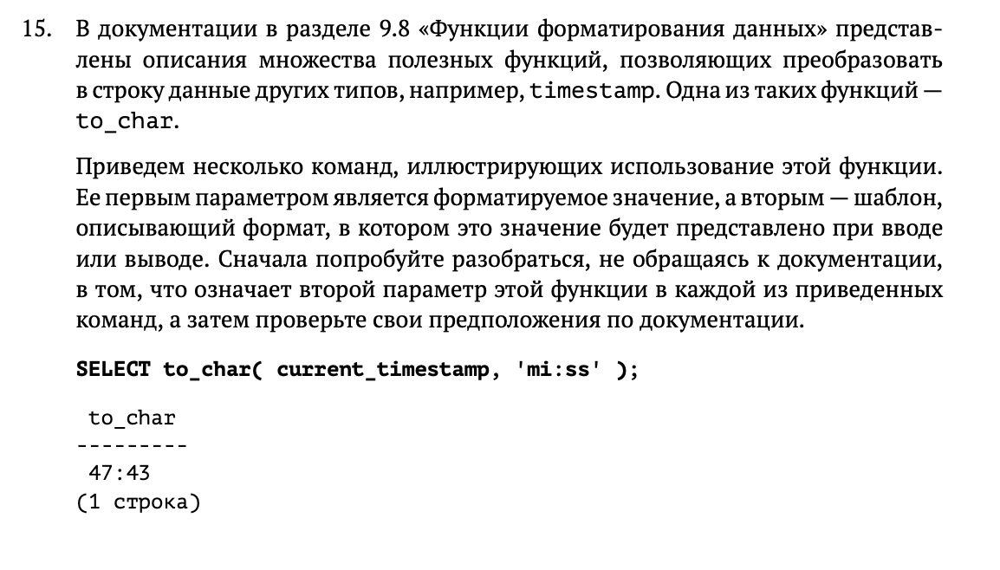 15. В документации в разделе 9.8 «Функции форматирования данных» представ-
лены описания множества полезных функций, позволяющих преобразовать
в строку данные других типов, например, timestamp. Одна из таких функций —
to_char.
Приведем несколько команд, иллюстрирующих использование этой функции.
Ее первым параметром является форматируемое значение, а вторым — шаблон,
описывающий формат, в котором это значение будет представлено при вводе
или выводе. Сначала попробуйте разобраться, не обращаясь к документации,
в том, что означает второй параметр этой функции в каждой из приведенных
команд, а затем проверьте свои предположения по документации.
SELECT to_char( current_timestamp, 'mi:ss' );
to_char
---------
47:43
(1 строка)